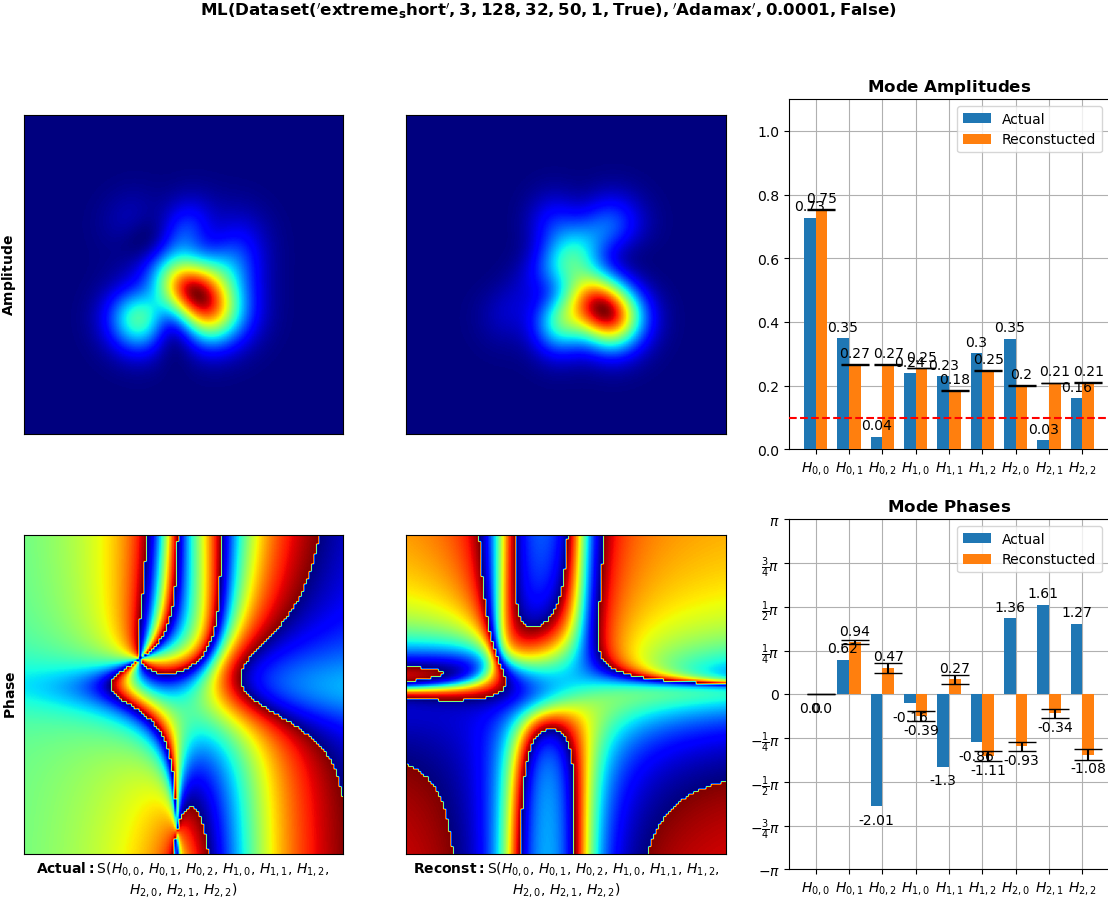 ML(Dataset('extreme_short', 3, 128, 32, 50, 1, True), 'Adamax', 0.0001, False)
Amplitude
Mode Amplitudes
Actual
Reconstucted
1.0
0.8
0.6
0.4
0.2
0.0
0.73 0.75
0.35 0.27
0.04 0.27
0.24 0.25
0.23 0.18
0.3 0.25
0.35 0.2
0.03 0.21
0.16 0.21
H0,0 H0,1 H0,2 H1,0 H1,1 H1,2 H2,0 H2,1 H2,2
Phase
Actual: S(H0,0, H0,1, H0,2, H1,0, H1,1, H1,2,
H2,0, H2,1, H2,2)
Reconst: S(H0,0, H0,1, H0,2, H1,0, H1,1, H1,2,
H2,0, H2,1, H2,2)
Mode Phases
Actual
Reconstucted
π
3/4π
1/2π
1/4π
0
−1/4π
−1/2π
−3/4π
−π
0.0 0.0
0.62 0.94
-2.01 0.47
-0.16 -0.39
-1.3 0.27
-0.86 -1.11
1.36 -0.93
1.61 -0.34
1.27 -1.08
H0,0 H0,1 H0,2 H1,0 H1,1 H1,2 H2,0 H2,1 H2,2